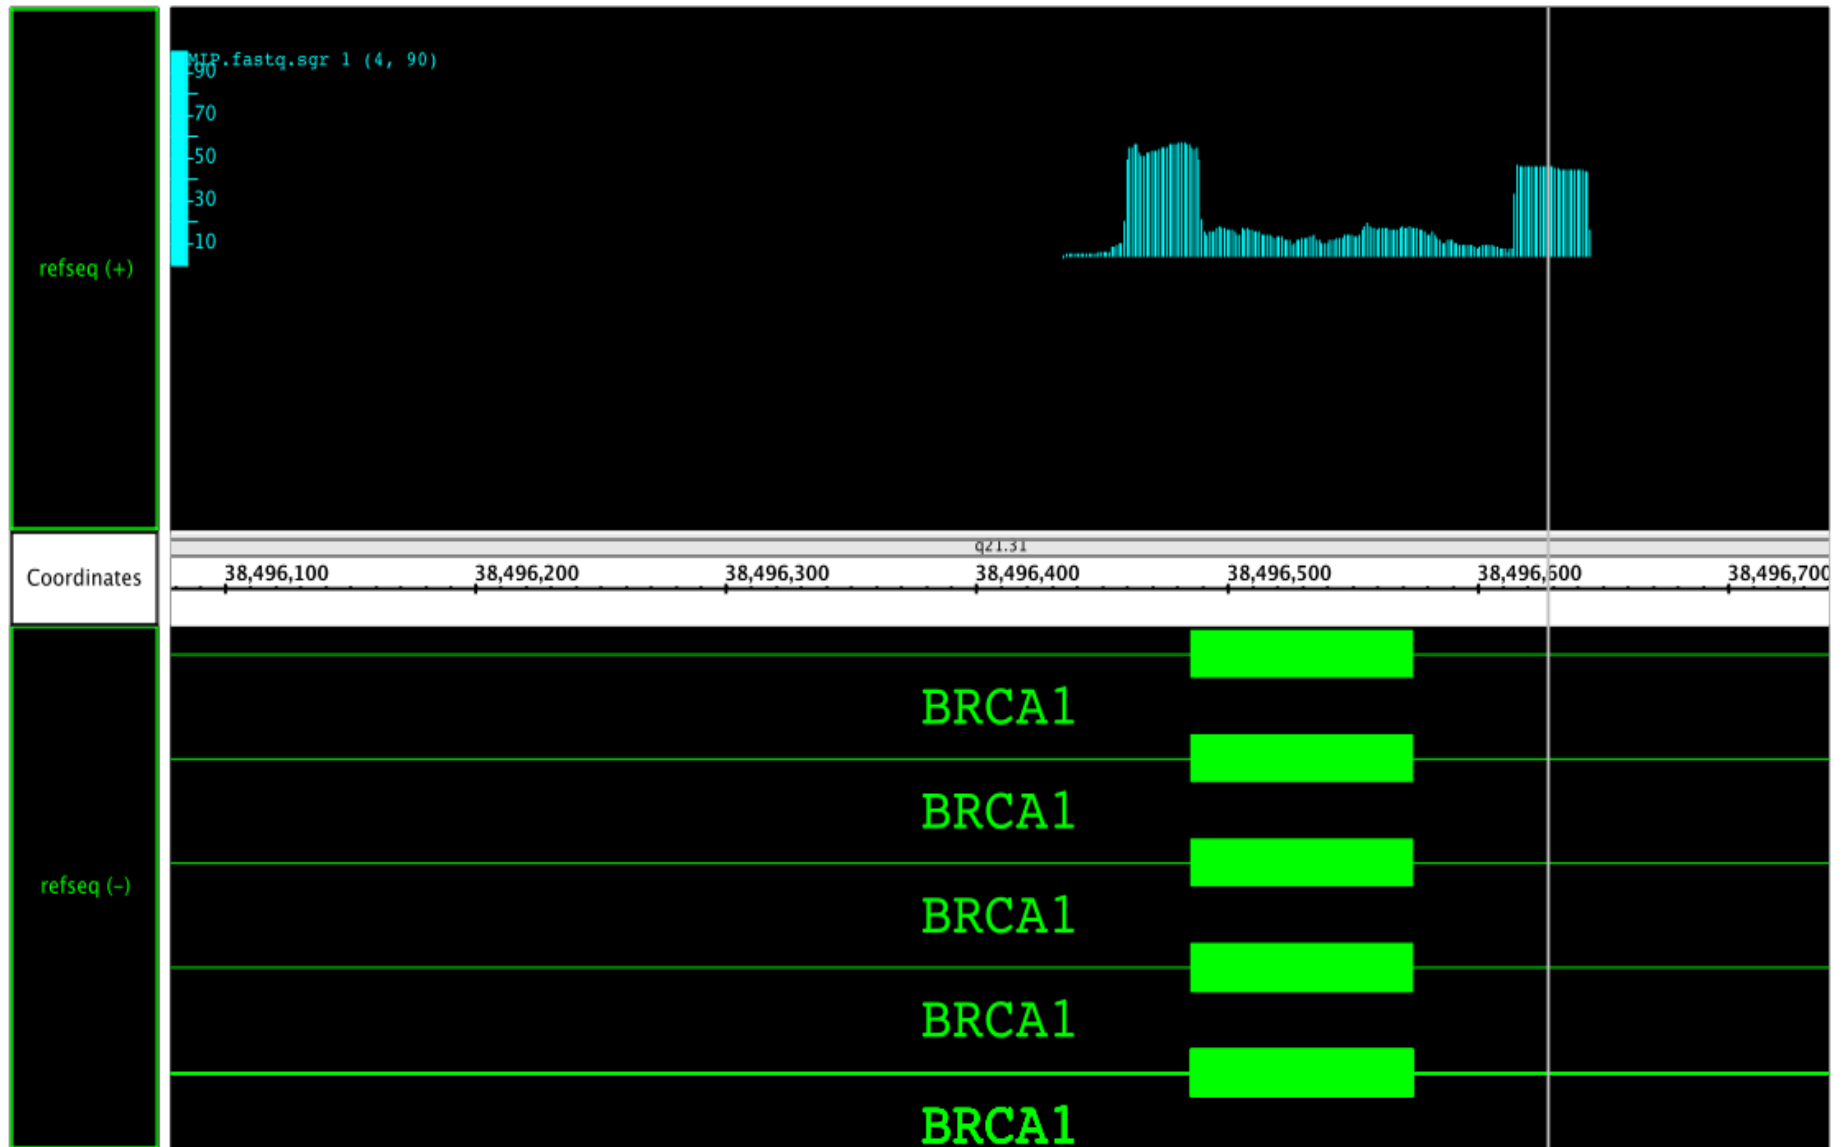 MIP.fastq.sgr 1 (4, 90)
90
70
50
30
10
refseq (+)
q21.31
Coordinates
38,496,100 38,496,200 38,496,300 38,496,400 38,496,500 38,496,600 38,496,700
BRCA1
BRCA1
refseq (-)
BRCA1
BRCA1
BRCA1